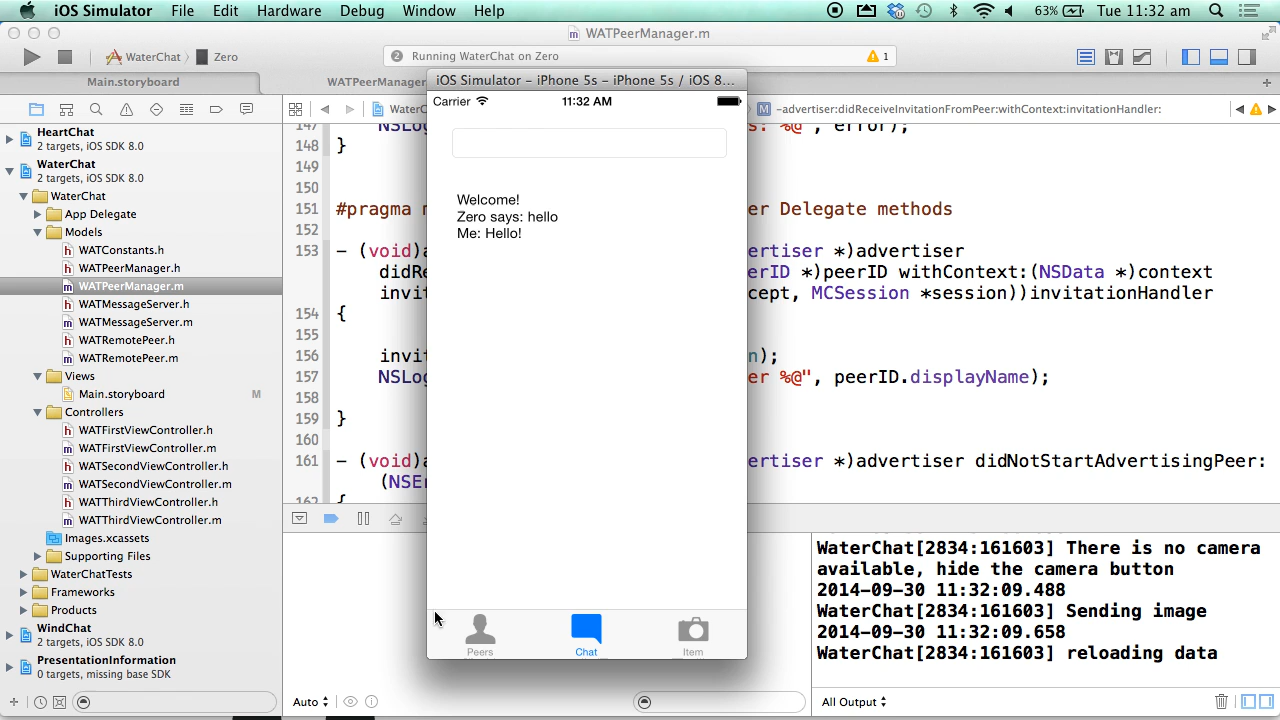 iOS Simulator File Edit Hardware Debug Window Help 63% Tue 11:32 am
WATPeerManager.m
WaterChat Zero 2 Running WaterChat on Zero 1
Main.storyboard WATPeerManager
iOS Simulator – iPhone 5s – iPhone 5s / iOS 8...
Carrier 11:32 AM
Welcome!
Zero says: hello
Me: Hello!
Peers Chat Item
HeartChat
2 targets, iOS SDK 8.0
WaterChat
2 targets, iOS SDK 8.0
WaterChat
App Delegate
Models
WATConstants.h
WATPeerManager.h
WATPeerManager.m
WATMessageServer.h
WATMessageServer.m
WATRemotePeer.h
WATRemotePeer.m
Views
Main.storyboard M
Controllers
WATFirstViewController.h
WATFirstViewController.m
WATSecondViewController.h
WATSecondViewController.m
WATThirdViewController.h
WATThirdViewController.m
Images.xcassets
Supporting Files
WaterChatTests
Frameworks
Products
WindChat
2 targets, iOS SDK 8.0
PresentationInformation
0 targets, missing base SDK
M -advertiser:didReceiveInvitationFromPeer:withContext:invitationHandler:
147 s: %@", error);
148 }
149
150
151 #pragma er Delegate methods
152
153 - (void) ertiser *)advertiser
erID *)peerID withContext:(NSData *)context
cept, MCSession *session))invitationHandler
154 {
155
156 n);
157 er %@", peerID.displayName);
158
159 }
160
161 - (void) ertiser *)advertiser didNotStartAdvertisingPeer:
162 {
WaterChat[2834:161603] There is no camera
available, hide the camera button
2014-09-30 11:32:09.488
WaterChat[2834:161603] Sending image
2014-09-30 11:32:09.658
WaterChat[2834:161603] reloading data
Auto All Output